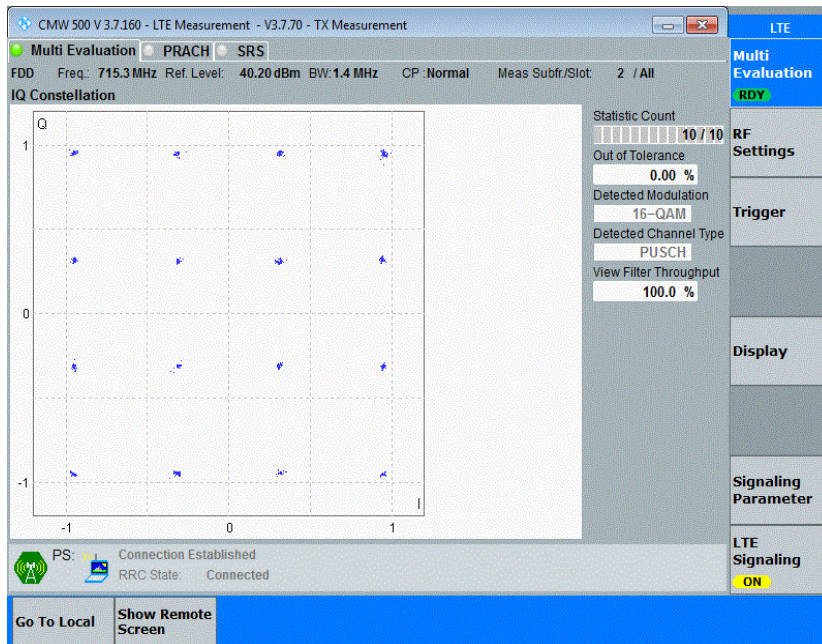 CMW 500 V 3.7.160 - LTE Measurement - V3.7.70 - TX Measurement
LTE
Multi Evaluation PRACH SRS
FDD Freq.: 715.3 MHz Ref. Level: 40.20 dBm BW: 1.4 MHz CP : Normal Meas Subfr./Slot: 2 / All
IQ Constellation
Q
1
0
-1
I
-1 0 1
Statistic Count
10 / 10
Out of Tolerance
0.00 %
Detected Modulation
16-QAM
Detected Channel Type
PUSCH
View Filter Throughput
100.0 %
Multi
Evaluation
RDY
RF
Settings
Trigger
Display
Signaling
Parameter
LTE
Signaling
ON
PS: Connection Established
RRC State: Connected
Go To Local
Show Remote
Screen